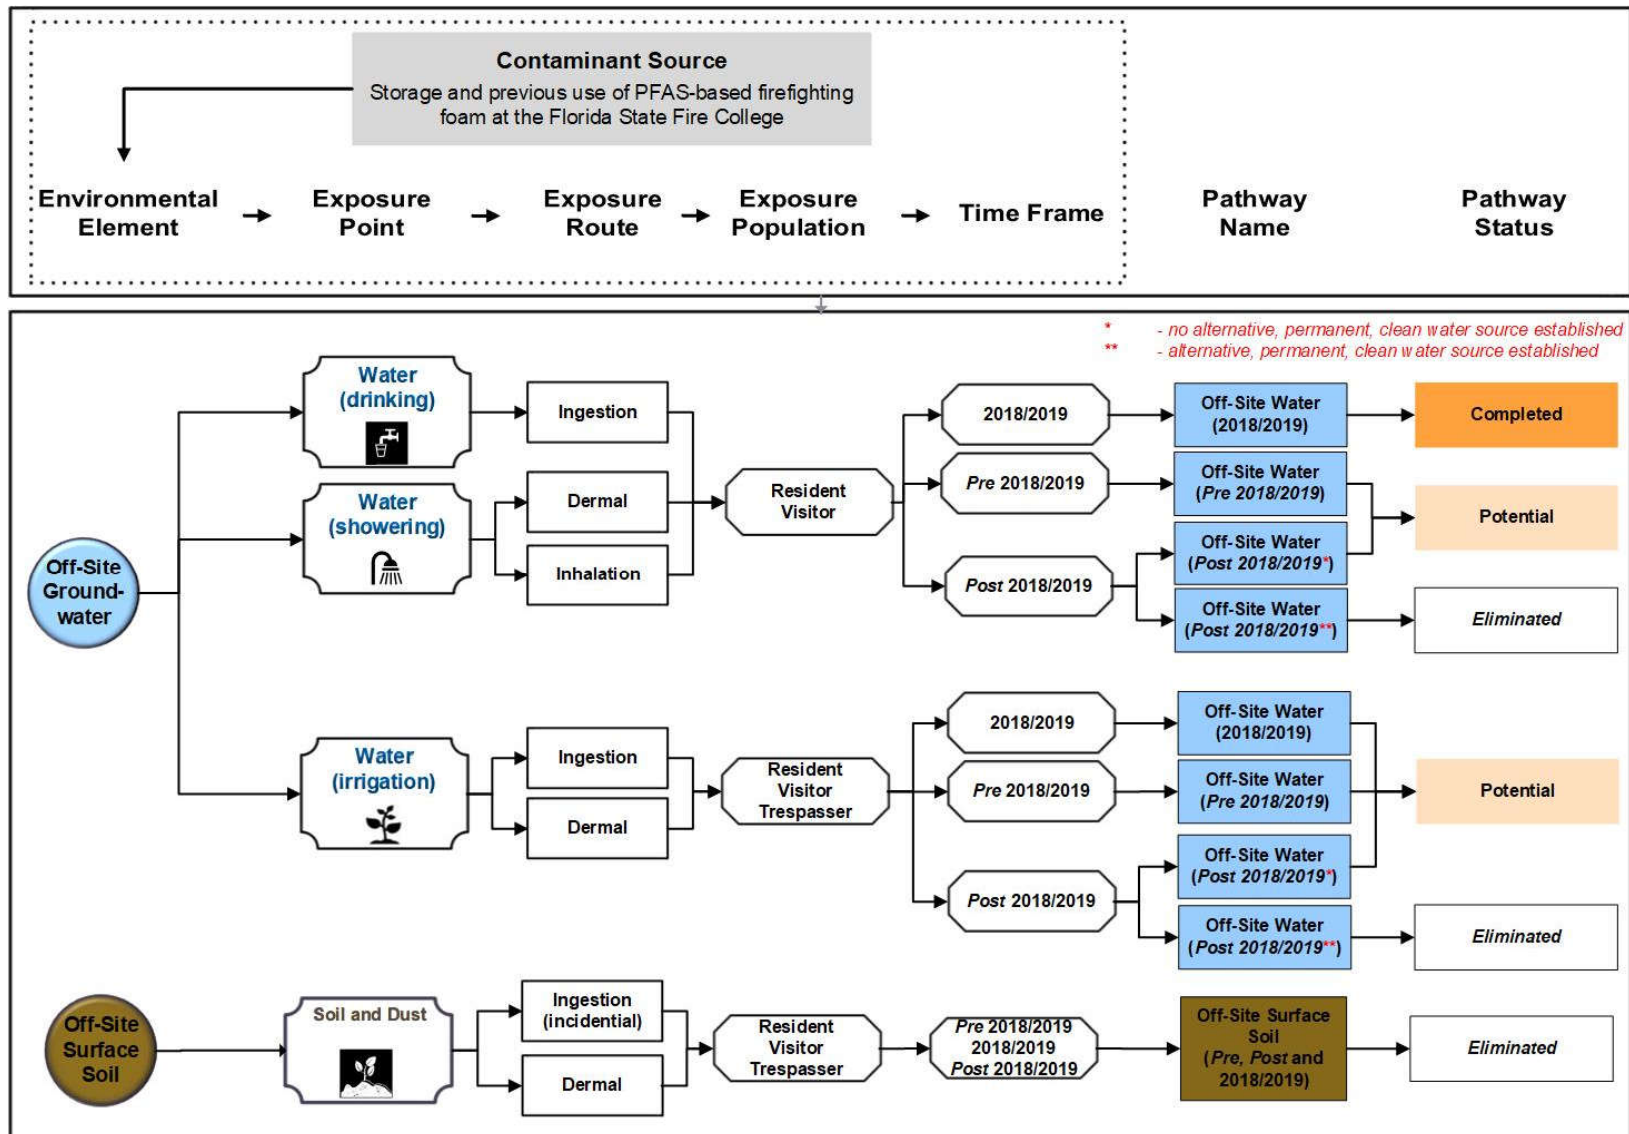 Contaminant Source
Storage and previous use of PFAS-based firefighting
foam at the Florida State Fire College
Environmental
Element
Exposure
Point
Exposure
Route
Exposure
Population
Time Frame
Pathway
Name
Pathway
Status
* - no alternative, permanent, clean water source established
** - alternative, permanent, clean water source established
Off-Site
Ground-
water
Water
(drinking)
Ingestion
Water
(showering)
Dermal
Inhalation
Resident
Visitor
2018/2019
Off-Site Water
(2018/2019)
Completed
Pre 2018/2019
Off-Site Water
(Pre 2018/2019)
Potential
Post 2018/2019
Off-Site Water
(Post 2018/2019*)
Off-Site Water
(Post 2018/2019**)
Eliminated
Water
(irrigation)
Ingestion
Dermal
Resident
Visitor
Trespasser
2018/2019
Off-Site Water
(2018/2019)
Pre 2018/2019
Off-Site Water
(Pre 2018/2019)
Potential
Post 2018/2019
Off-Site Water
(Post 2018/2019*)
Off-Site Water
(Post 2018/2019**)
Eliminated
Off-Site
Surface
Soil
Soil and Dust
Ingestion
(incidential)
Dermal
Resident
Visitor
Trespasser
Pre 2018/2019
2018/2019
Post 2018/2019
Off-Site Surface
Soil
(Pre, Post and
2018/2019)
Eliminated